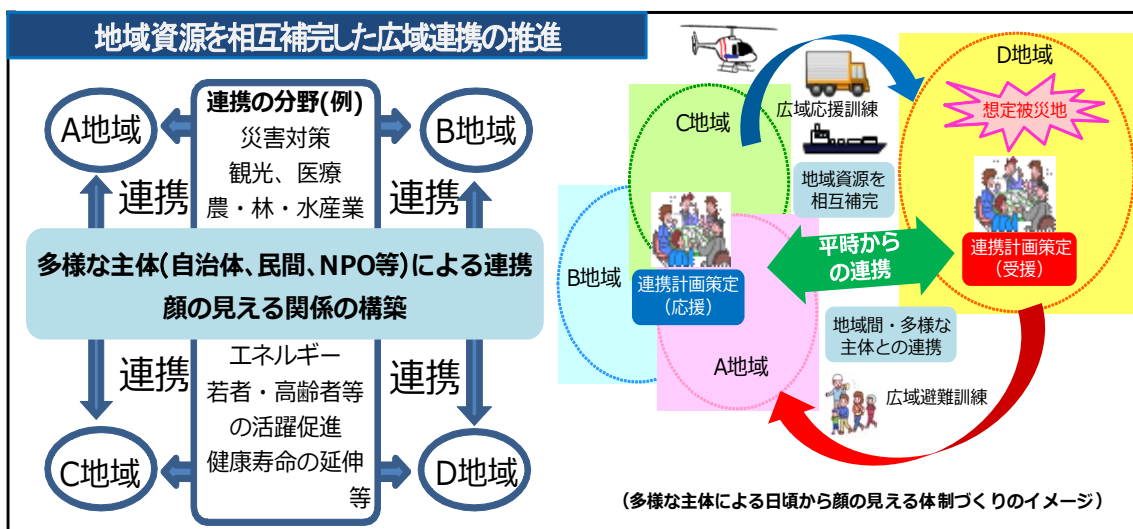 地域資源を相互補完した広域連携の推進
A地域
B地域
連携の分野(例)
災害対策
観光、医療
農・林・水産業
連携
連携
多様な主体(自治体、民間、NPO等)による連携
顔の見える関係の構築
連携
連携
エネルギー
若者・高齢者等
の活躍促進
健康寿命の延伸
等
C地域
D地域
D地域
想定被災地
C地域
広域応援訓練
地域資源を
相互補完
連携計画策定
(受援)
平時から
の連携
B地域
連携計画策定
(応援)
地域間・多様な
主体との連携
A地域
広域避難訓練
(多様な主体による日頃から顔の見える体制づくりのイメージ)